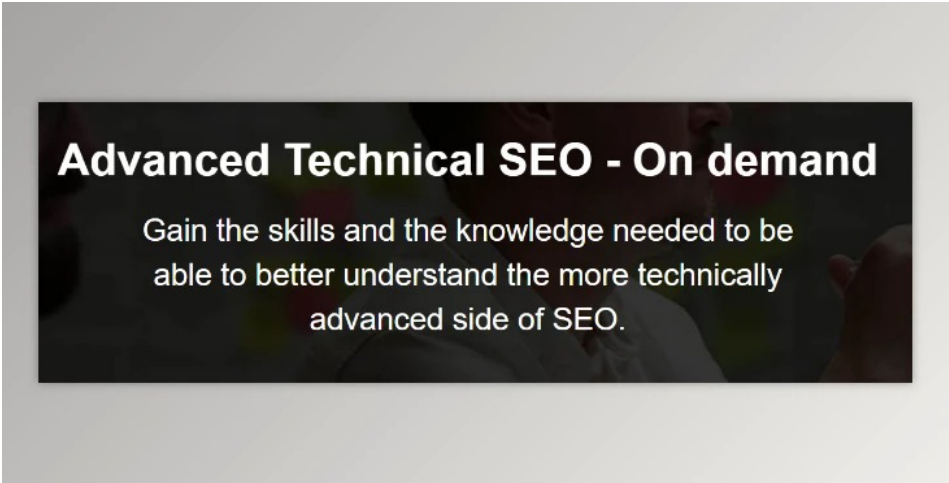 Advanced Technical SEO - On demand
Gain the skills and the knowledge needed to be
able to better understand the more technically
advanced side of SEO.